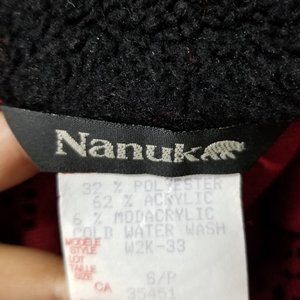 Nanuk
32 % POLYESTER
62 % ACRYLIC
6 % MODACRYLIC
COLD WATER WASH
MODELE
STYLE W2K-33
LOT
TAILLE
SIZE S/P
CA 35451